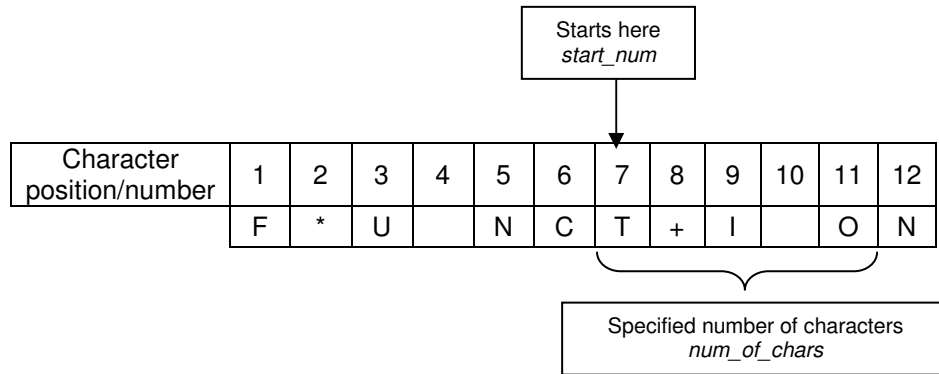 Starts here
start_num
Character
position/number 1 2 3 4 5 6 7 8 9 10 11 12
F * U N C T + I O N
Specified number of characters
num_of_chars